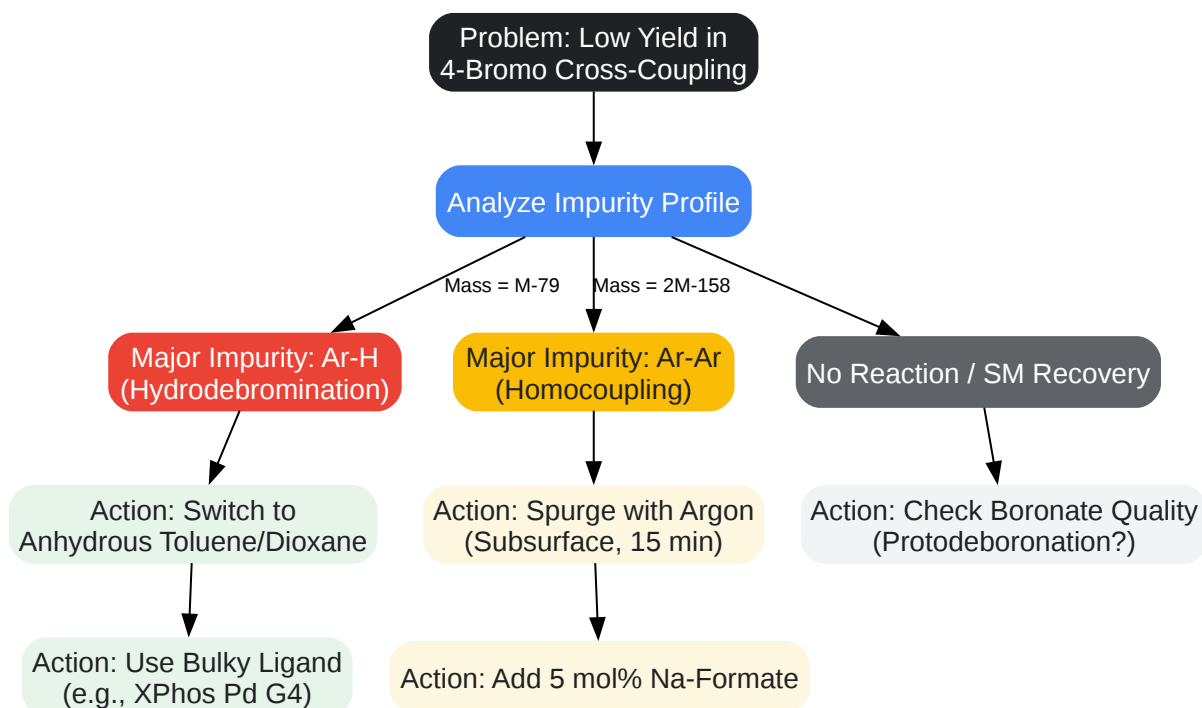 Problem: Low Yield in
4-Bromo Cross-Coupling
Analyze Impurity Profile
Mass = M-79
Mass = 2M-158
Major Impurity: Ar-H
(Hydrodebromination)
Major Impurity: Ar-Ar
(Homocoupling)
No Reaction / SM Recovery
Action: Switch to
Anhydrous Toluene/Dioxane
Action: Spurge with Argon
(Subsurface, 15 min)
Action: Check Boronate Quality
(Protodeboronation?)
Action: Use Bulky Ligand
(e.g., XPhos Pd G4)
Action: Add 5 mol% Na-Formate